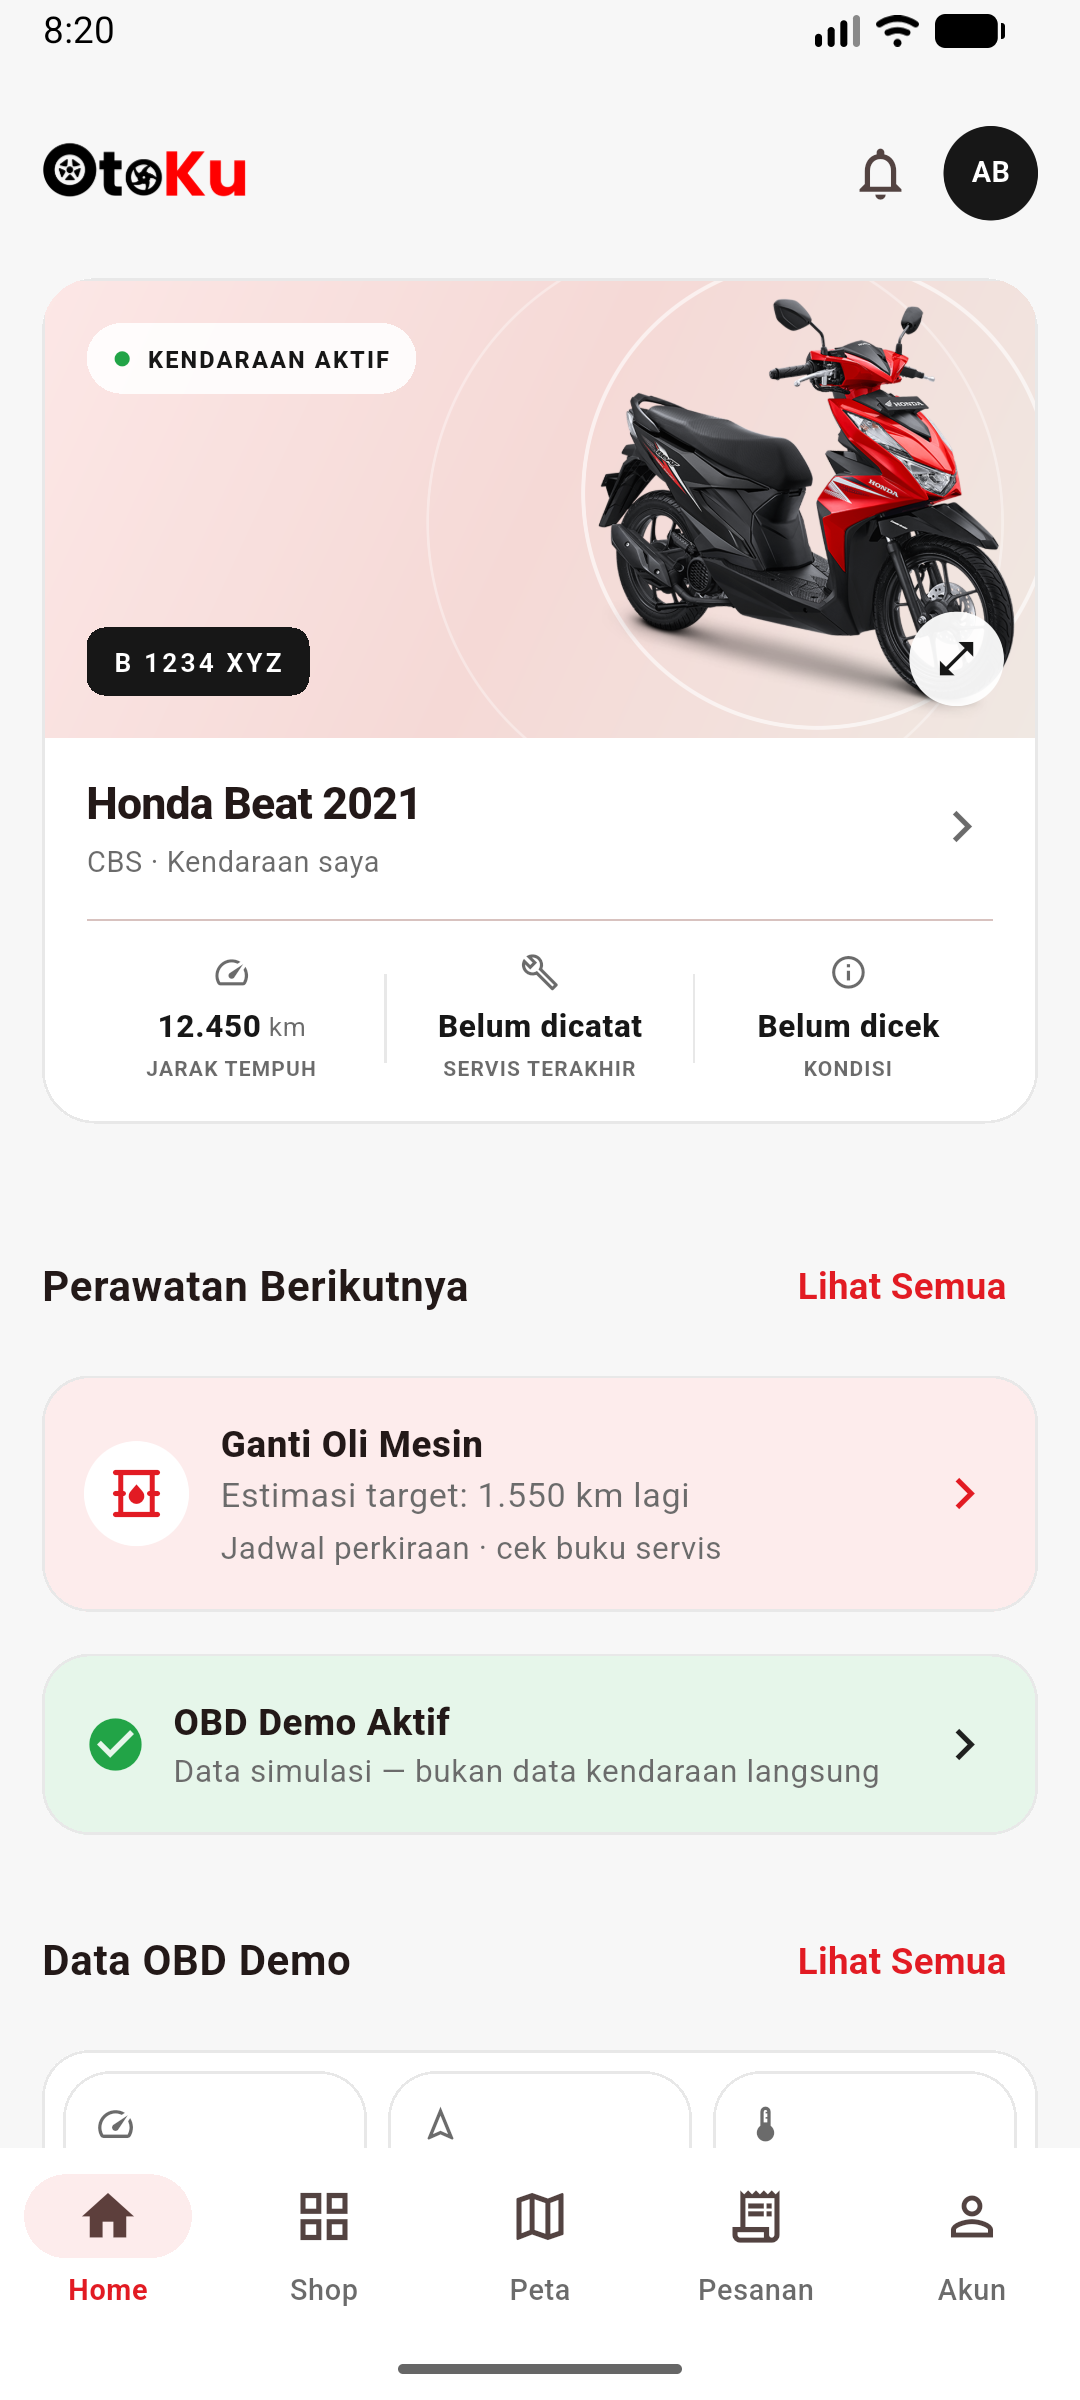 8:20
OtoKu
AB
KENDARAAN AKTIF
HONDA
HONDA
B 1234 XYZ
Honda Beat 2021
CBS · Kendaraan saya
12.450 km
Belum dicatat
Belum dicek
JARAK TEMPUH
SERVIS TERAKHIR
KONDISI
Perawatan Berikutnya
Lihat Semua
Ganti Oli Mesin
Estimasi target: 1.550 km lagi
Jadwal perkiraan · cek buku servis
OBD Demo Aktif
Data simulasi — bukan data kendaraan langsung
Data OBD Demo
Lihat Semua
Home
Shop
Peta
Pesanan
Akun